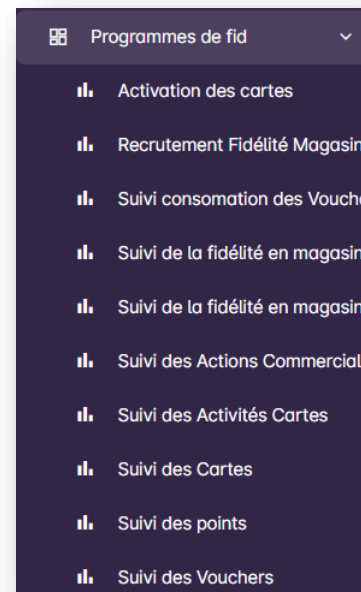 Programmes de fid
Activation des cartes
Recrutement Fidélité Magasin
Suivi consomation des Vouche
Suivi de la fidélité en magasin
Suivi de la fidélité en magasin
Suivi des Actions Commercial
Suivi des Activités Cartes
Suivi des Cartes
Suivi des points
Suivi des Vouchers